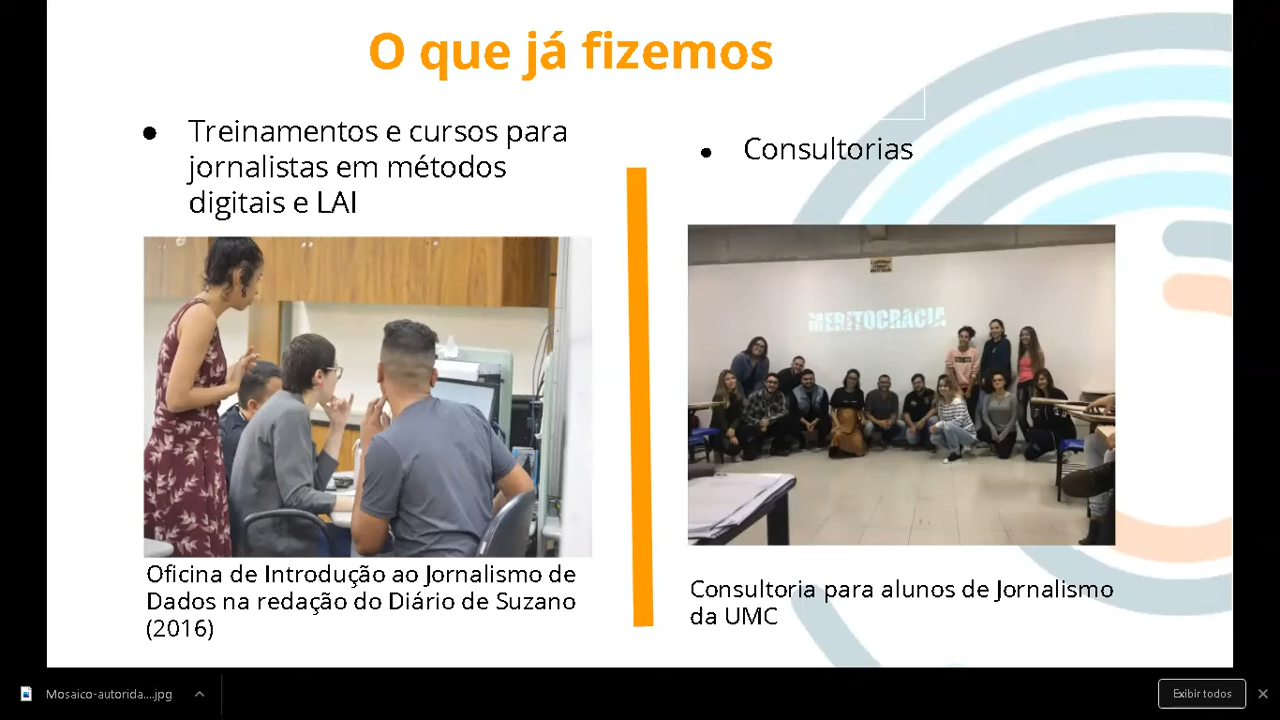 O que já fizemos
● Treinamentos e cursos para
jornalistas em métodos
digitais e LAI
● Consultorias
MERITOCRACIA
Oficina de Introdução ao Jornalismo de
Dados na redação do Diário de Suzano
(2016)
Consultoria para alunos de Jornalismo
da UMC
Mosaico-autorida....jpg
Exibir todos